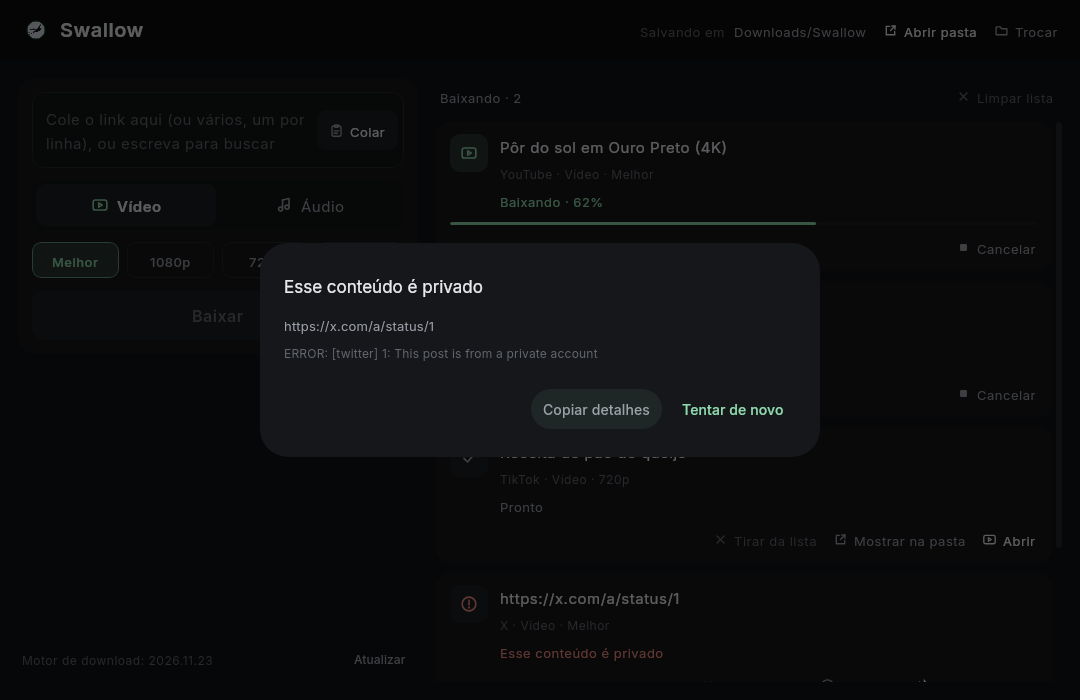 Swallow
Salvando em Downloads/Swallow Abrir pasta Trocar
Cole o link aqui (ou vários, um por
linha), ou escreva para buscar
Colar
Vídeo Áudio
Melhor 1080p
Baixar
Baixando · 2 Limpar lista
Pôr do sol em Ouro Preto (4K)
YouTube · Vídeo · Melhor
Baixando · 62%
Cancelar
Esse conteúdo é privado
https://x.com/a/status/1
ERROR: [twitter] 1: This post is from a private account
Copiar detalhes Tentar de novo
Cancelar
TikTok · Vídeo · 720p
Pronto
Tirar da lista Mostrar na pasta Abrir
https://x.com/a/status/1
X · Vídeo · Melhor
Esse conteúdo é privado
Motor de download: 2026.11.23 Atualizar